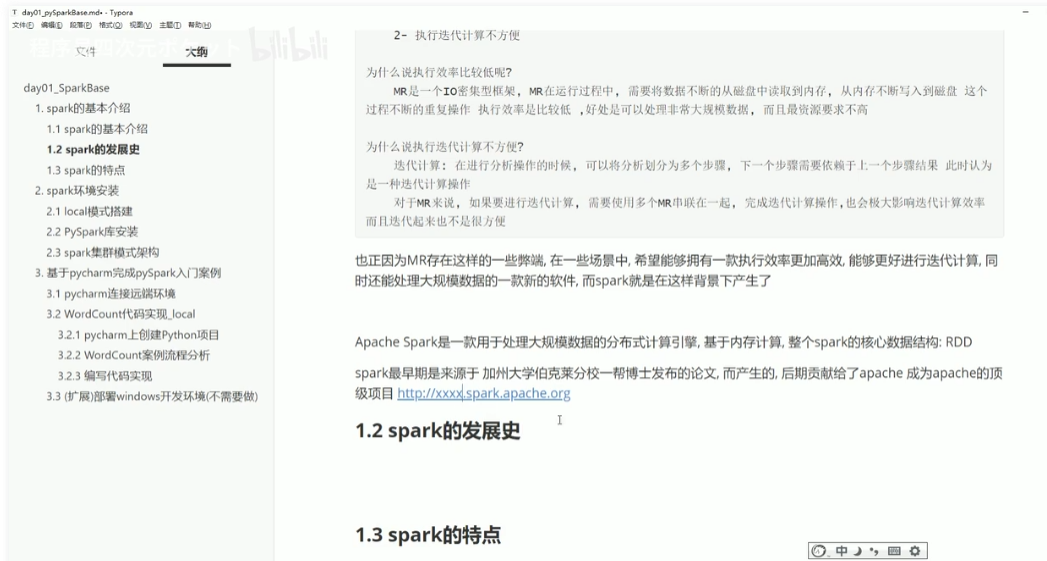 day01_pySparkBase.md• - Typora
文件(F) 编辑(E) 段落(P) 格式(O) 视图(V) 主题(T) 帮助(H)
bilibili
文件 大纲
day01_SparkBase
1. spark的基本介绍
1.1 spark的基本介绍
1.2 spark的发展史
1.3 spark的特点
2. spark环境安装
2.1 local模式搭建
2.2 PySpark库安装
2.3 spark集群模式架构
3. 基于pycharm完成pySpark入门案例
3.1 pycharm连接远端环境
3.2 WordCount代码实现_local
3.2.1 pycharm上创建Python项目
3.2.2 WordCount案例流程分析
3.2.3 编写代码实现
3.3 (扩展)部署windows开发环境(不需要做)
2- 执行迭代计算不方便
为什么说执行效率比较低呢?
MR是一个IO密集型框架, MR在运行过程中, 需要将数据不断的从磁盘中读取到内存, 从内存不断写入到磁盘 这个
过程不断的重复操作 执行效率是比较低 ,好处是可以处理非常大规模数据, 而且最资源要求不高
为什么说执行迭代计算不方便?
迭代计算: 在进行分析操作的时候, 可以将分析划分为多个步骤, 下一个步骤需要依赖于上一个步骤结果 此时认为
是一种迭代计算操作
对于MR来说, 如果要进行迭代计算, 需要使用多个MR串联在一起, 完成迭代计算操作,也会极大影响迭代计算效率
而且迭代起来也不是很方便
也正因为MR存在这样的一些弊端, 在一些场景中, 希望能够拥有一款执行效率更加高效, 能够更好进行迭代计算, 同
时还能处理大规模数据的一款新的软件, 而spark就是在这样背景下产生了
Apache Spark是一款用于处理大规模数据的分布式计算引擎, 基于内存计算, 整个spark的核心数据结构: RDD
spark最早期是来源于 加州大学伯克莱分校一帮博士发布的论文, 而产生的, 后期贡献给了apache 成为apache的顶
级项目 http://xxxx.spark.apache.org
1.2 spark的发展史
1.3 spark的特点
中